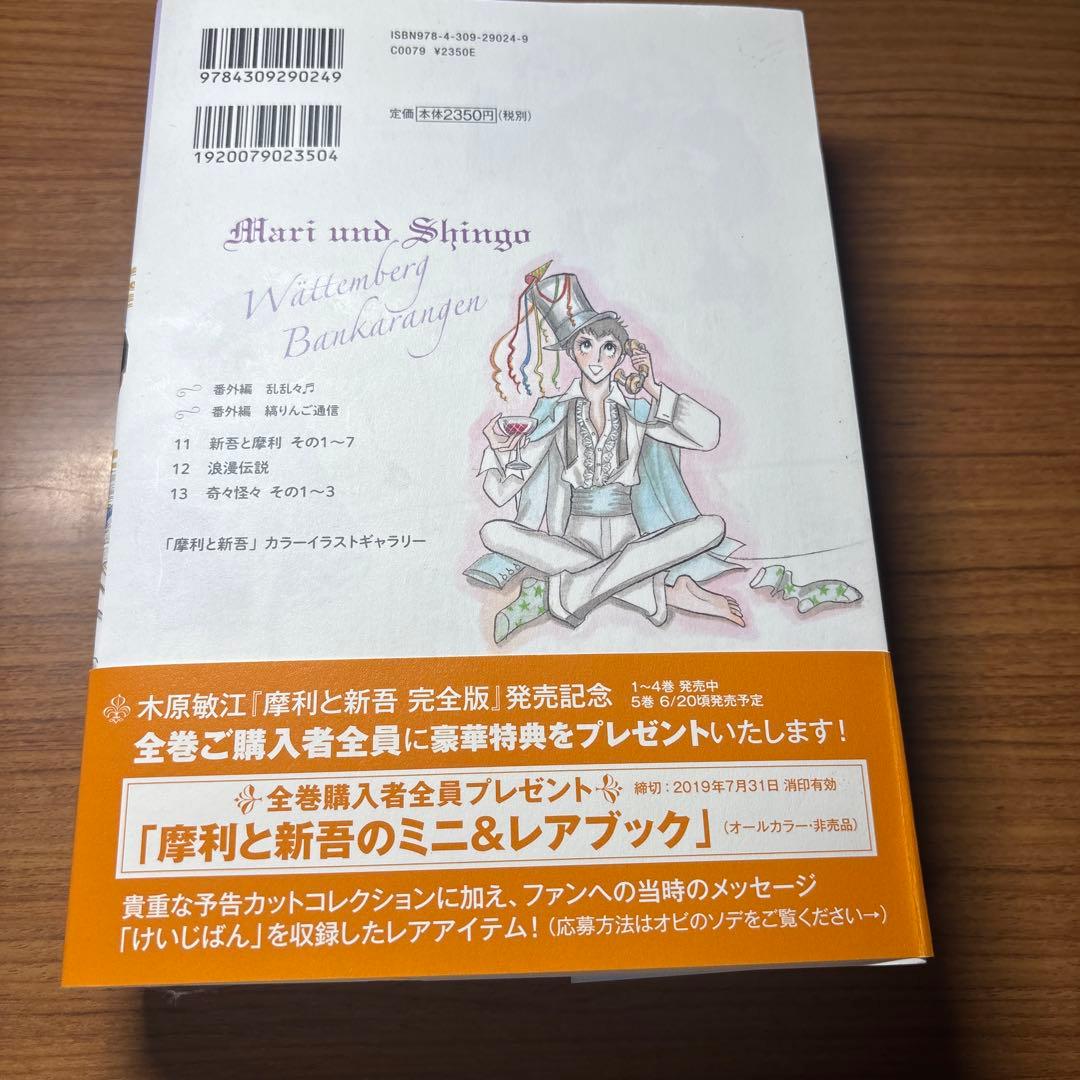 ISBN978-4-309-29024-9
C0079 ¥2350E
9784309290249
定価 本体2350円(税別)
1920079023504
Mari und Shingo
Wättemberg
Bankarangen
番外編 乱乱々♬
番外編 縞りんご通信
11 新吾と摩利 その1〜7
12 浪漫伝説
13 奇々怪々 その1〜3
「摩利と新吾」カラーイラストギャラリー
木原敏江『摩利と新吾 完全版』発売記念 1〜4巻 発売中
5巻 6/20頃発売予定
全巻ご購入者全員に豪華特典をプレゼントいたします!
全巻購入者全員プレゼント 締切:2019年7月31日 消印有効
「摩利と新吾のミニ&レアブック」(オールカラー・非売品)
貴重な予告カットコレクションに加え、ファンへの当時のメッセージ
「けいじばん」を収録したレアアイテム!(応募方法はオビのソデをご覧ください→)